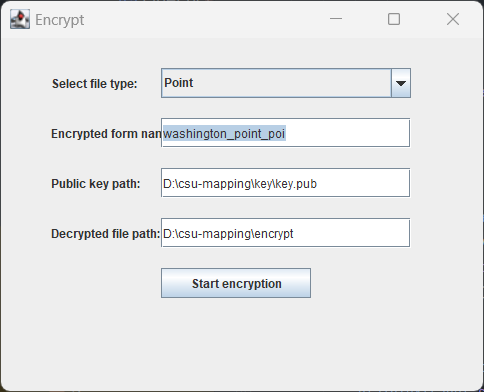 Encrypt
Select file type: Point
Encrypted form nan washington_point_poi
Public key path: D:\csu-mapping\key\key.pub
Decrypted file path: D:\csu-mapping\encrypt
Start encryption